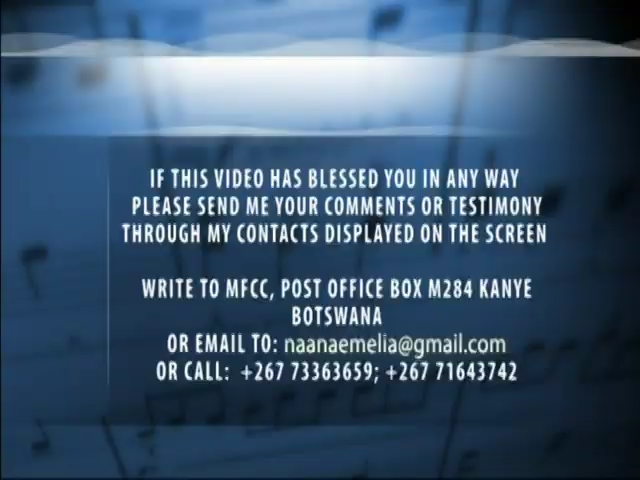 IF THIS VIDEO HAS BLESSED YOU IN ANY WAY
PLEASE SEND ME YOUR COMMENTS OR TESTIMONY
THROUGH MY CONTACTS DISPLAYED ON THE SCREEN
WRITE TO MFCC, POST OFFICE BOX M284 KANYE
BOTSWANA
OR EMAIL TO: naanaemelia@gmail.com
OR CALL: +267 73363659; +267 71643742